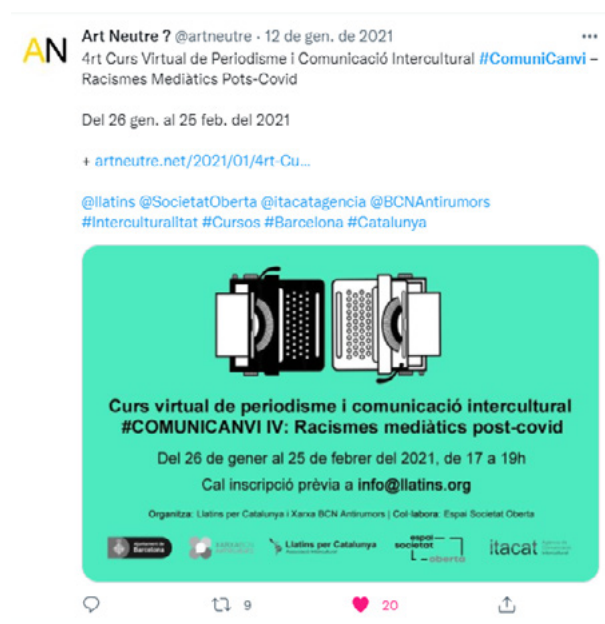 AN
Art Neutre ? @artneutre · 12 de gen. de 2021
4rt Curs Virtual de Periodisme i Comunicació Intercultural #ComuniCanvi –
Racismes Mediàtics Pots-Covid
Del 26 gen. al 25 feb. del 2021
+ artneutre.net/2021/01/4rt-Cu...
@llatins @SocietatOberta @itacatagencia @BCNAntirumors
#Interculturalitat #Cursos #Barcelona #Catalunya
Curs virtual de periodisme i comunicació intercultural
#COMUNICANVI IV: Racismes mediàtics post-covid
Del 26 de gener al 25 de febrer del 2021, de 17 a 19h
Cal inscripció prèvia a info@llatins.org
Organitza: Llatins per Catalunya i Xarxa BCN Antirumors | Col·labora: Espai Societat Oberta
Ajuntament de
Barcelona
XARXA BCN
ANTIRUMORS
Llatins per Catalunya
espai
societat
oberta
itacat
9
20